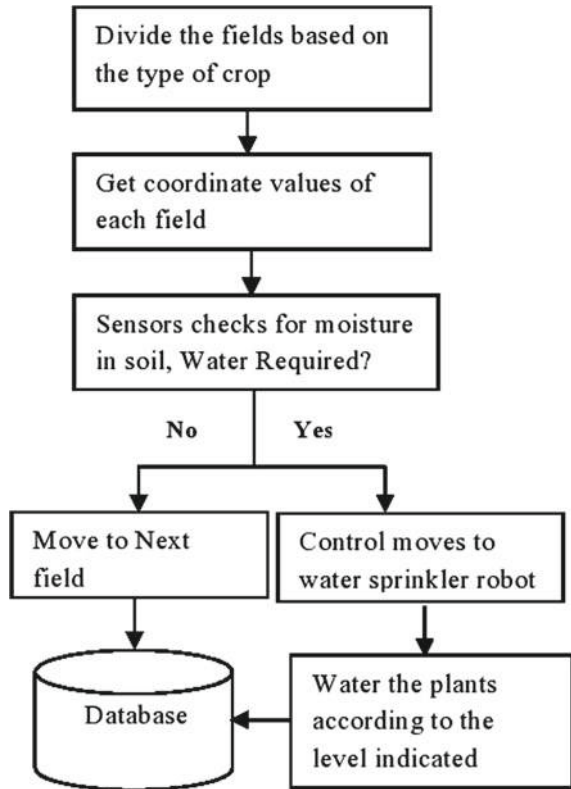 Divide the fields based on
the type of crop
Get coordinate values of
each field
Sensors checks for moisture
in soil, Water Required?
No
Yes
Move to Next
field
Control moves to
water sprinkler robot
Database
Water the plants
according to the
level indicated